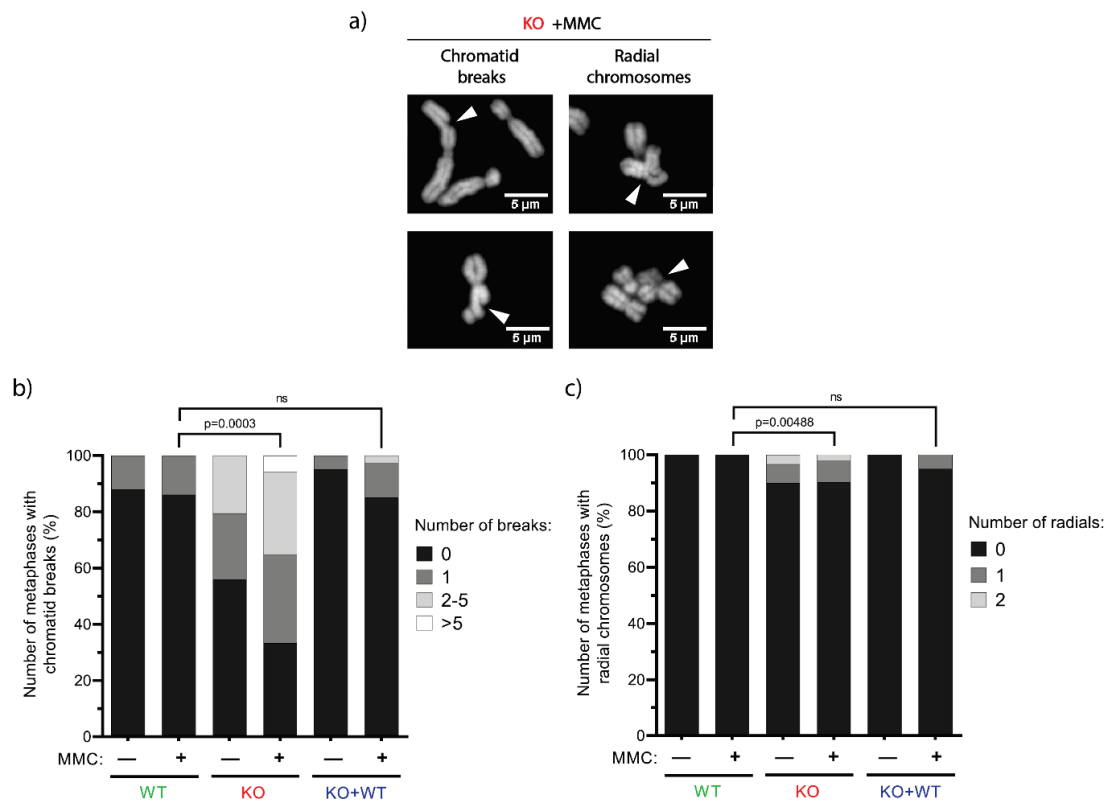 a)
KO +MMC
Chromatid breaks
Radial chromosomes
5 µm
5 µm
5 µm
5 µm
b)
ns
p=0.0003
Number of metaphases with
chromatid breaks (%)
100
80
60
40
20
0
Number of breaks:
0
1
2-5
>5
MMC: — + — + — +
WT KO KO+WT
c)
ns
p=0.00488
Number of metaphases with
radial chromosomes (%)
100
80
60
40
20
0
Number of radials:
0
1
2
MMC: — + — + — +
WT KO KO+WT